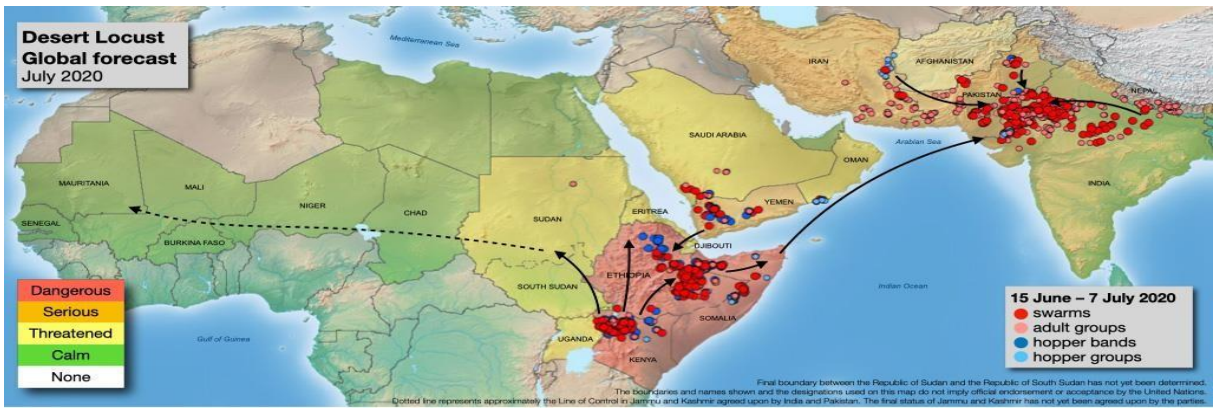 Desert Locust
Global forecast
July 2020
Mediterranean Sea
IRAN
AFGHANISTAN
PAKISTAN
NEPAL
SAUDI ARABIA
Arabian Sea
OMAN
INDIA
MAURITANIA
MALI
NIGER
CHAD
SUDAN
ERITREA
YEMEN
SENEGAL
BURKINA FASO
DJIBOUTI
ETHIOPIA
SOUTH SUDAN
SOMALIA
Indian Ocean
UGANDA
KENYA
Gulf of Guinea
Dangerous
Serious
Threatened
Calm
None
15 June – 7 July 2020
swarms
adult groups
hopper bands
hopper groups
Final boundary between the Republic of Sudan and the Republic of South Sudan has not yet been determined.
The boundaries and names shown and the designations used on this map do not imply official endorsement or acceptance by the United Nations.
Dotted line represents approximately the Line of Control in Jammu and Kashmir agreed upon by India and Pakistan. The final status of Jammu and Kashmir has not yet been agreed upon by the parties.